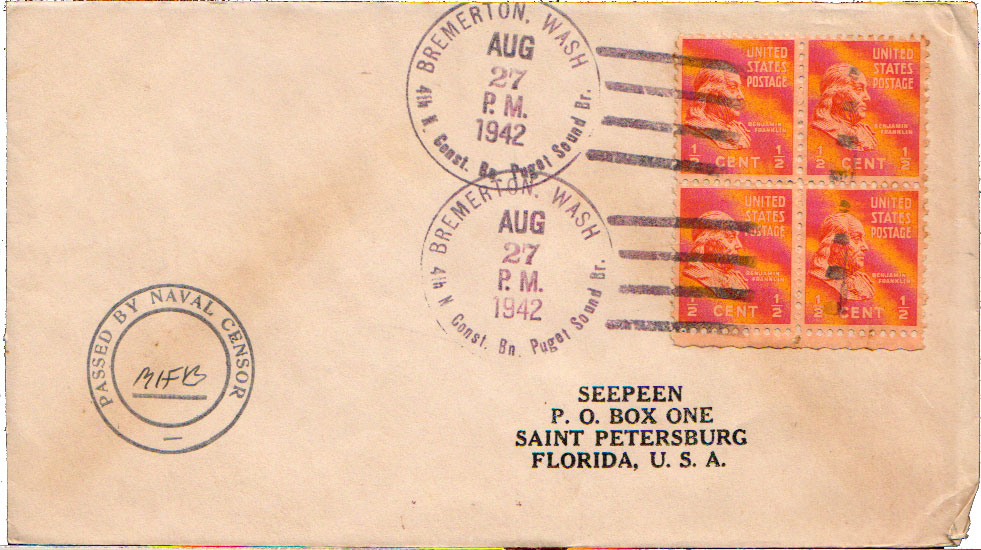 BREMERTON, WASH
AUG
27
P. M.
1942
4th N. Const. Bn. Puget Sound Br.
BREMERTON, WASH
AUG
27
P. M.
1942
4th N Const. Bn. Puget Sound Br.
UNITED
STATES
POSTAGE
BENJAMIN
FRANKLIN
1/2 CENT 1/2
UNITED
STATES
POSTAGE
BENJAMIN
FRANKLIN
1/2 CENT 1/2
UNITED
STATES
POSTAGE
BENJAMIN
FRANKLIN
1/2 CENT 1/2
UNITED
STATES
POSTAGE
BENJAMIN
FRANKLIN
1/2 CENT 1/2
PASSED BY NAVAL CENSOR
SEEPEEN
P. O. BOX ONE
SAINT PETERSBURG
FLORIDA, U. S. A.